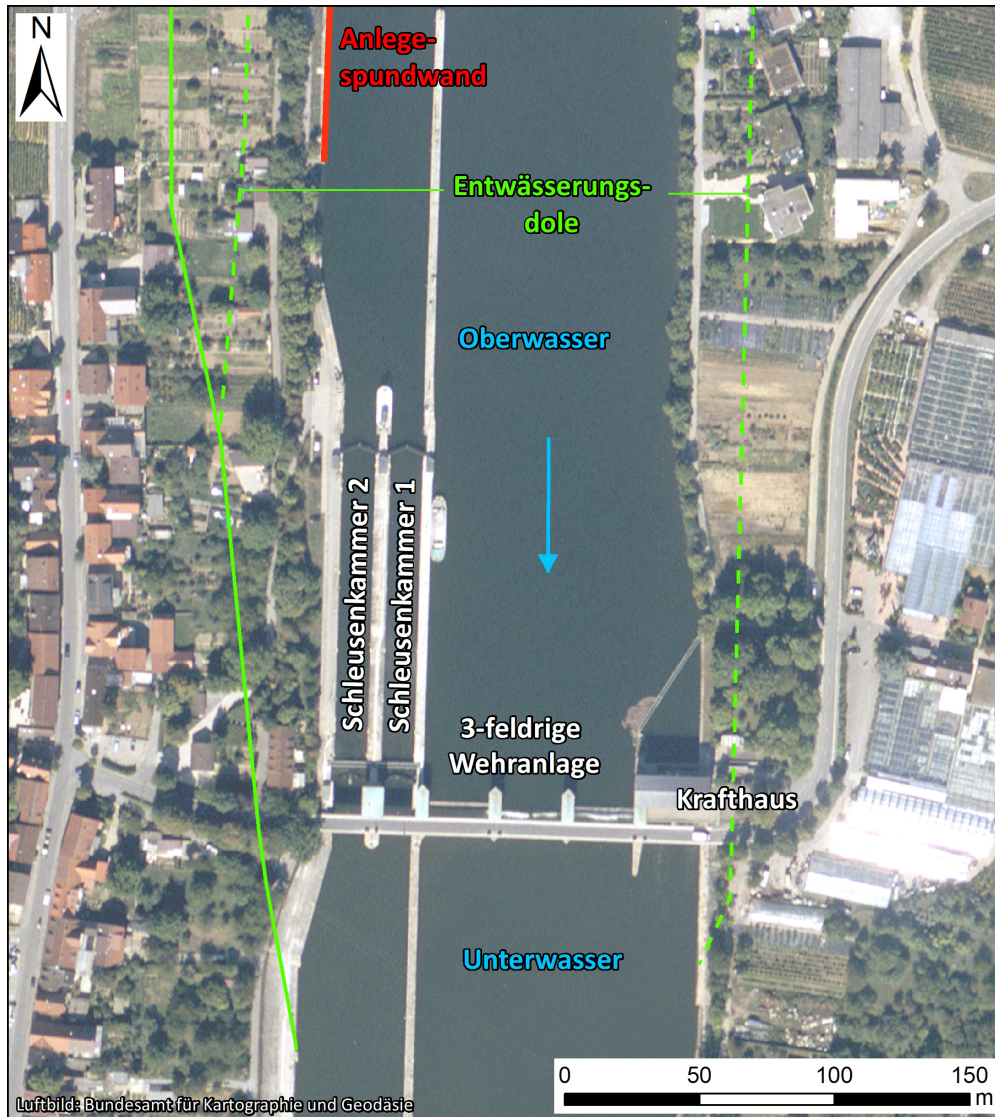 N
Anlege-
spundwand
Entwässerungs-
dole
Oberwasser
Schleusenkammer 2
Schleusenkammer 1
3-feldrige
Wehranlage
Krafthaus
Unterwasser
0 50 100 150
m
Luftbild: Bundesamt für Kartographie und Geodäsie